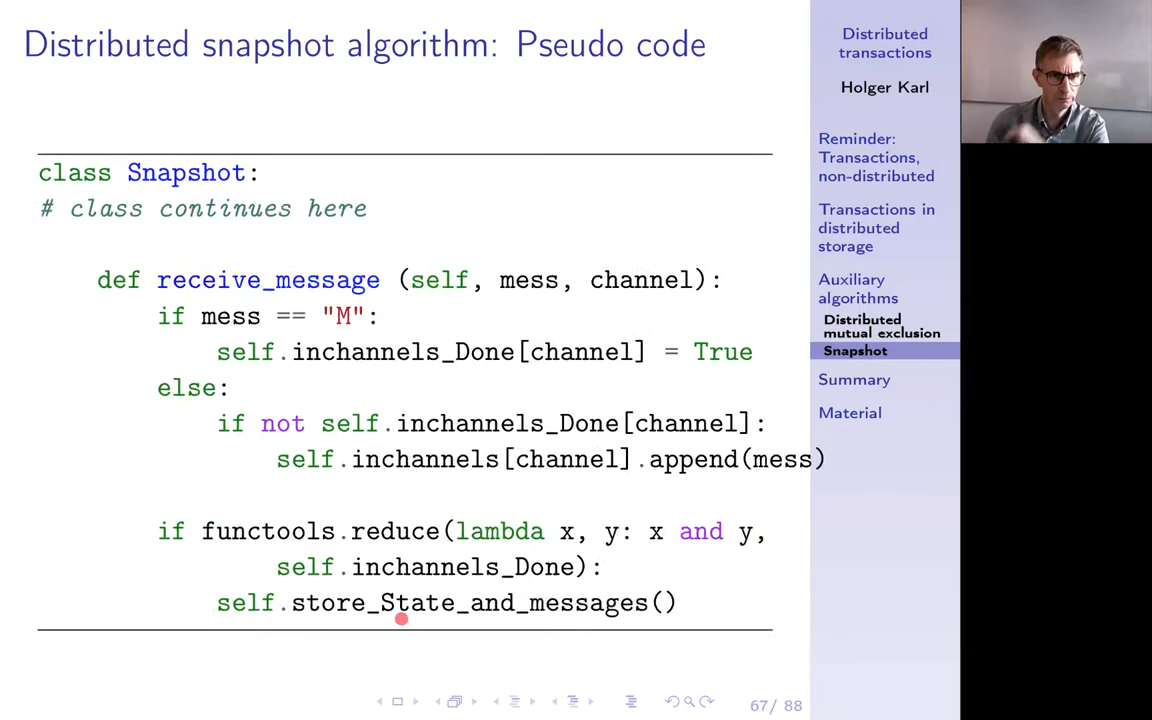 Distributed snapshot algorithm: Pseudo code
class Snapshot:
# class continues here
def receive_message (self, mess, channel):
if mess == "M":
self.inchannels_Done[channel] = True
else:
if not self.inchannels_Done[channel]:
self.inchannels[channel].append(mess)
if functools.reduce(lambda x, y: x and y,
self.inchannels_Done):
self.store_State_and_messages()
67/ 88
Distributed
transactions
Holger Karl
Reminder:
Transactions,
non-distributed
Transactions in
distributed
storage
Auxiliary
algorithms
Distributed
mutual exclusion
Snapshot
Summary
Material